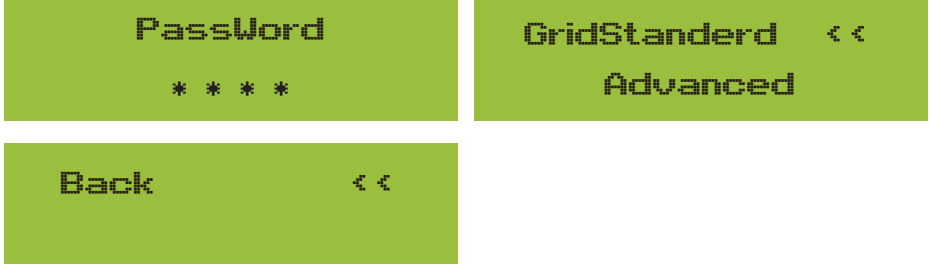 PassWord
* * * *
GridStanderd <<
Advanced
Back <<